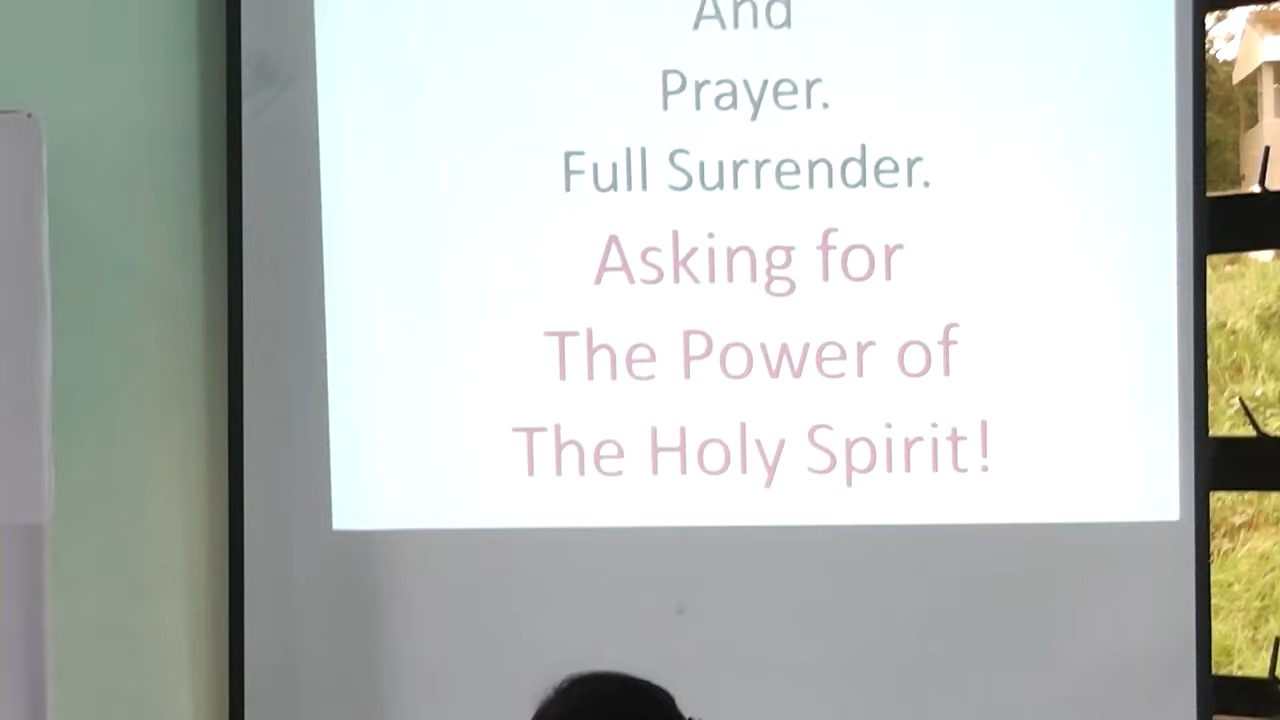 And
Prayer.
Full Surrender.
Asking for
The Power of
The Holy Spirit!